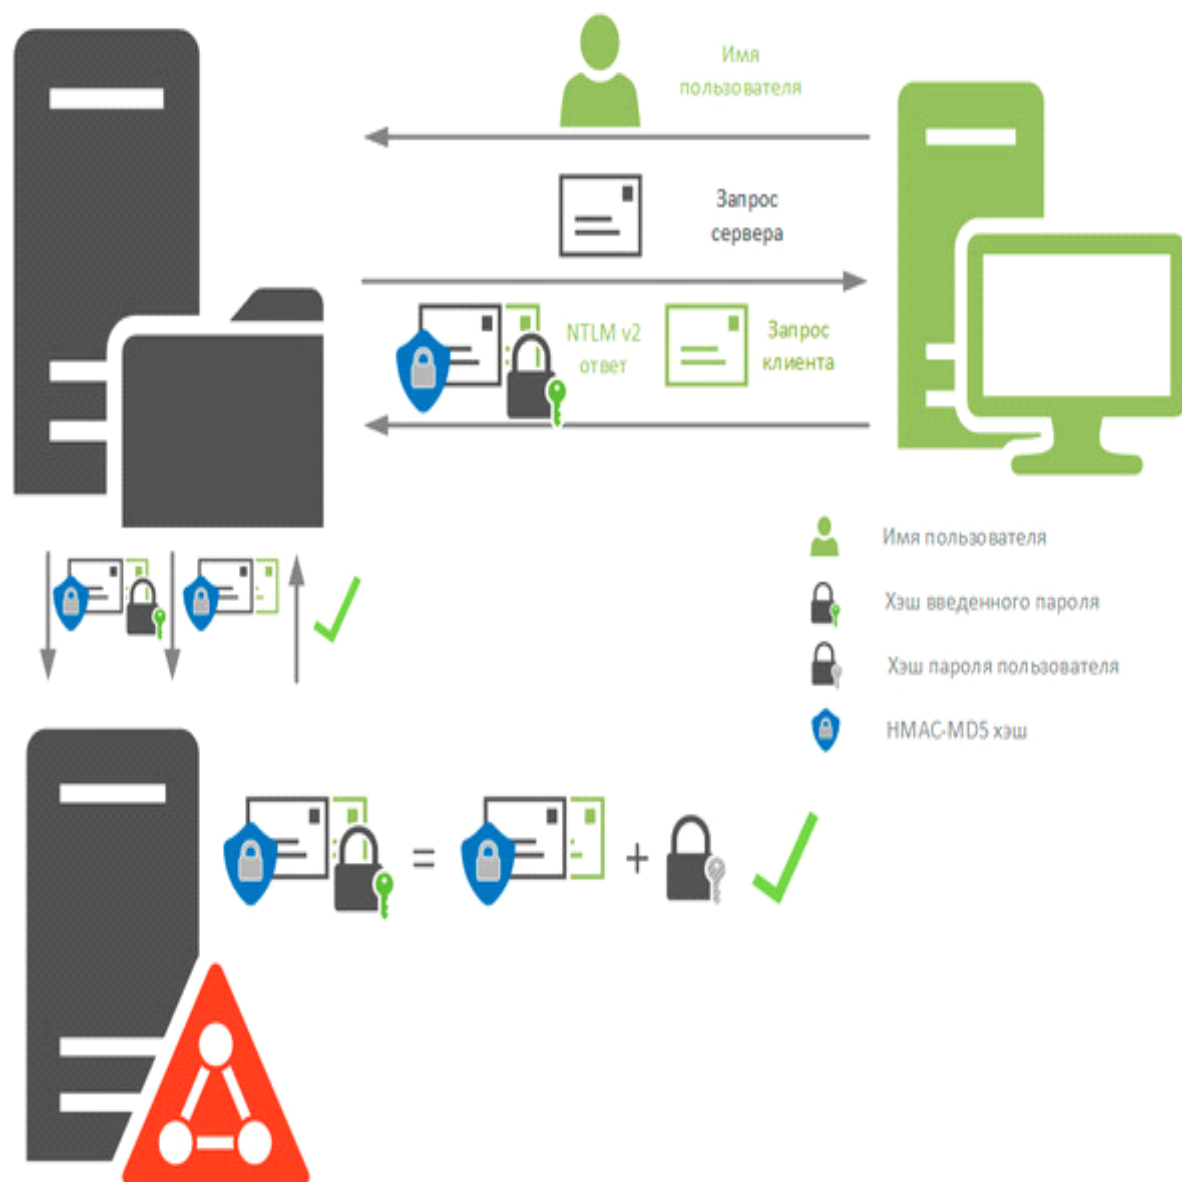 Имя
пользователя
Запрос
сервера
NTLM v2
ответ
Запрос
клиента
Имя пользователя
Хэш введенного пароля
Хэш пароля пользователя
HMAC-MD5 хэш
=
+